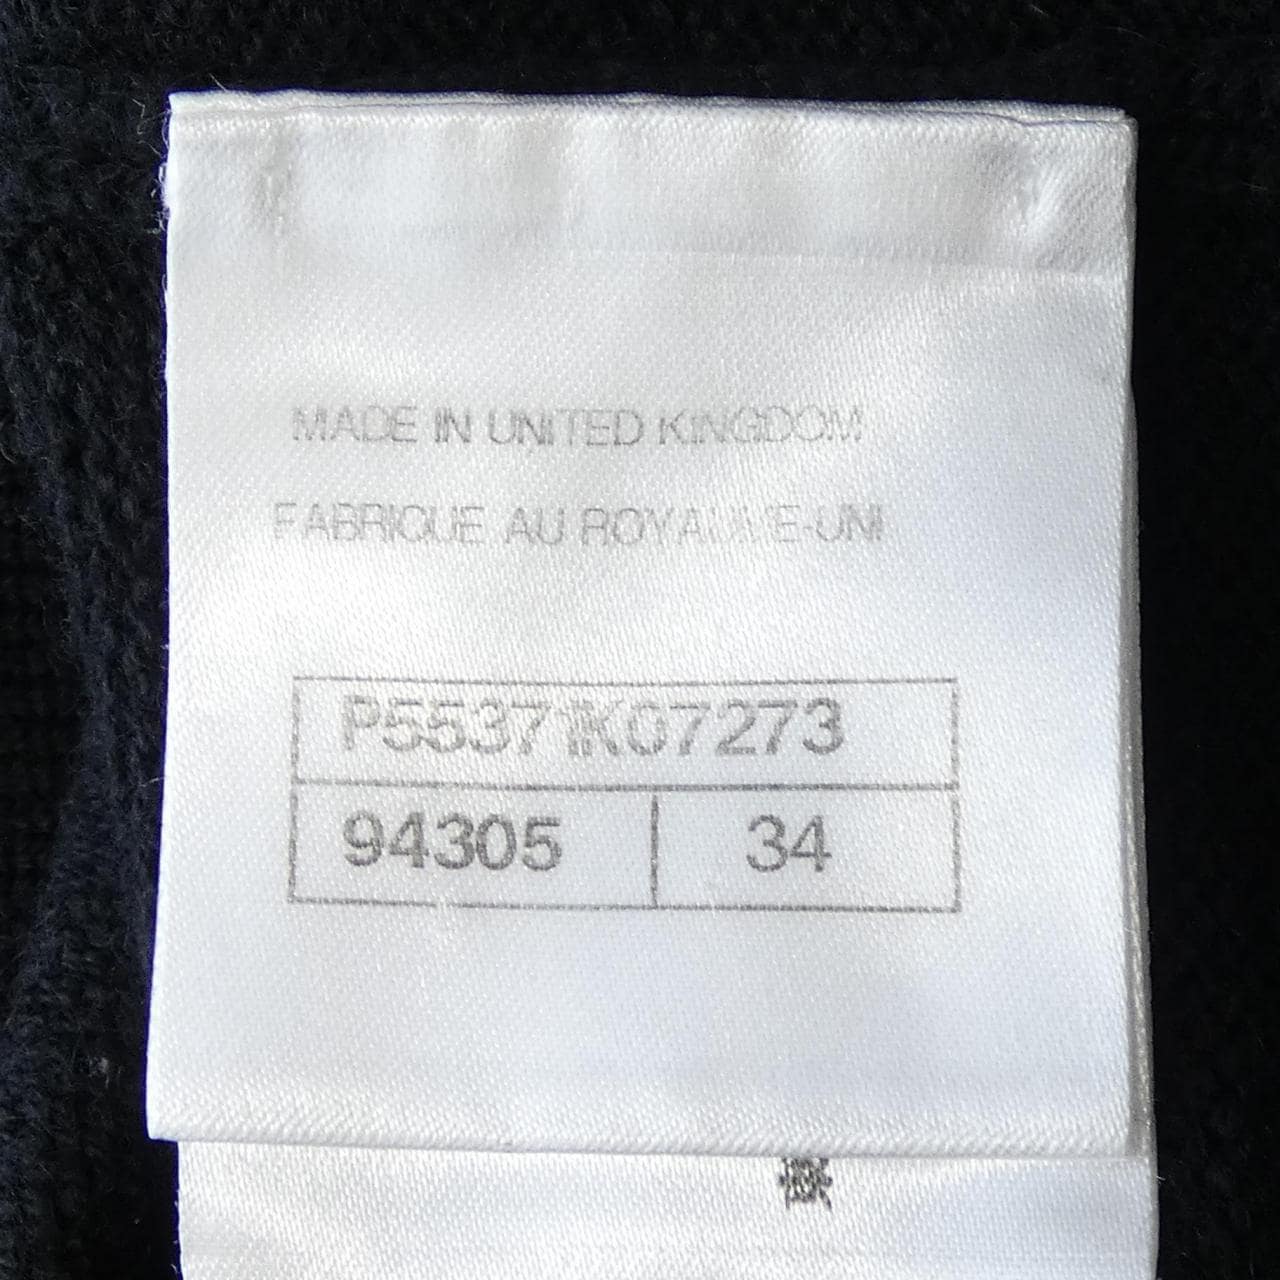 MADE IN UNITED KINGDOM
FABRIQUE AU ROYAUME-UNI
P55371K07273
94305 34